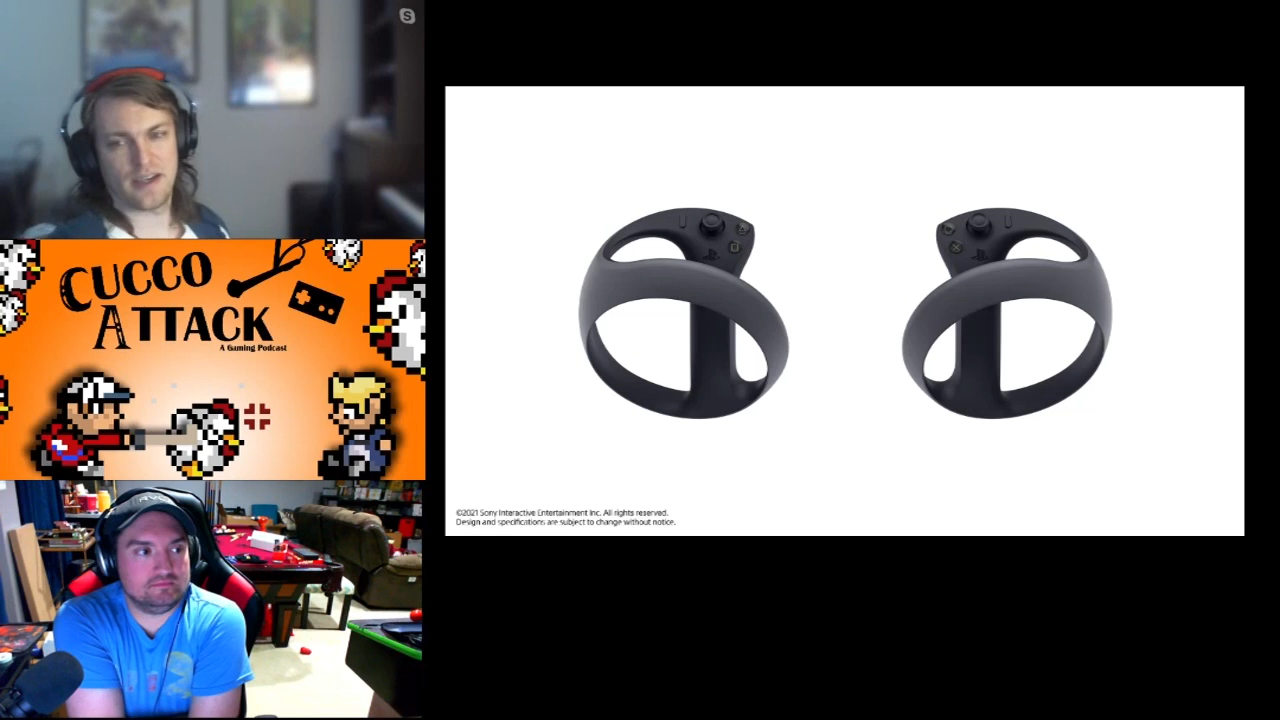 S
CUCCO
ATTACK
A Gaming Podcast
RVCA
©2021 Sony Interactive Entertainment Inc. All rights reserved.
Design and specifications are subject to change without notice.